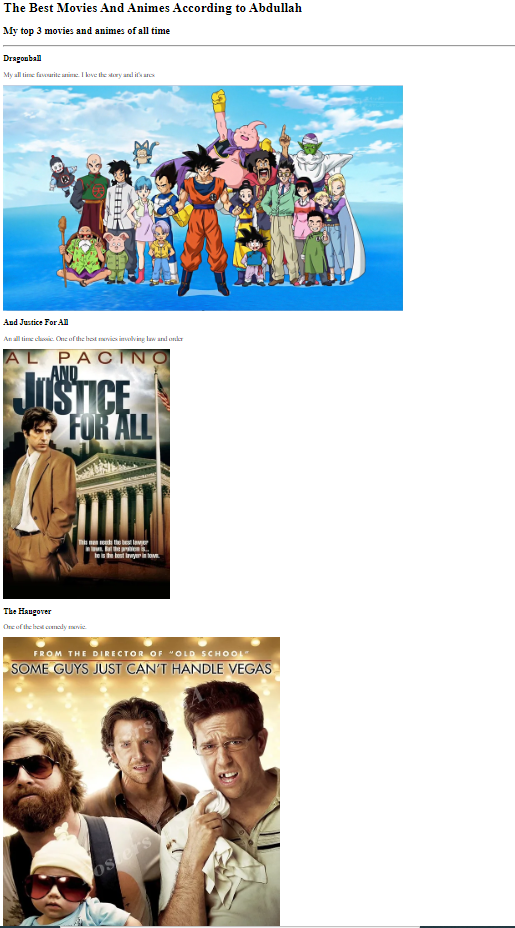 The Best Movies And Animes According to Abdullah
My top 3 movies and animes of all time
Dragonball
My all time favourite anime. I love the story and it's arcs
And Justice For All
An all time classic. One of the best movies involving law and order
AL PACINO
...AND
JUSTICE
FOR ALL
This man needs the best lawyer
in town. But the problem is...
he is the best lawyer in town.
The Hangover
One of the best comedy movie.
FROM THE DIRECTOR OF "OLD SCHOOL"
SOME GUYS JUST CAN'T HANDLE VEGAS